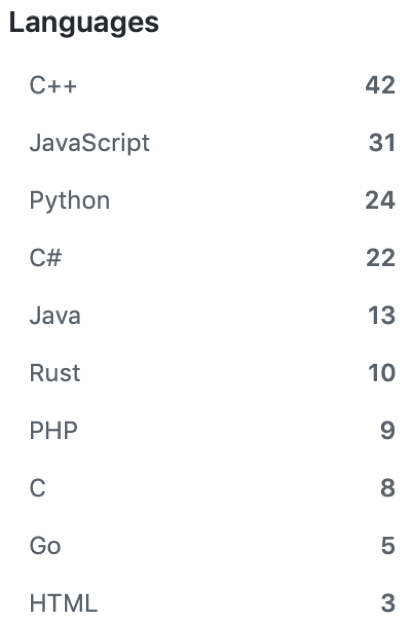 Languages
C++ 42
JavaScript 31
Python 24
C# 22
Java 13
Rust 10
PHP 9
C 8
Go 5
HTML 3